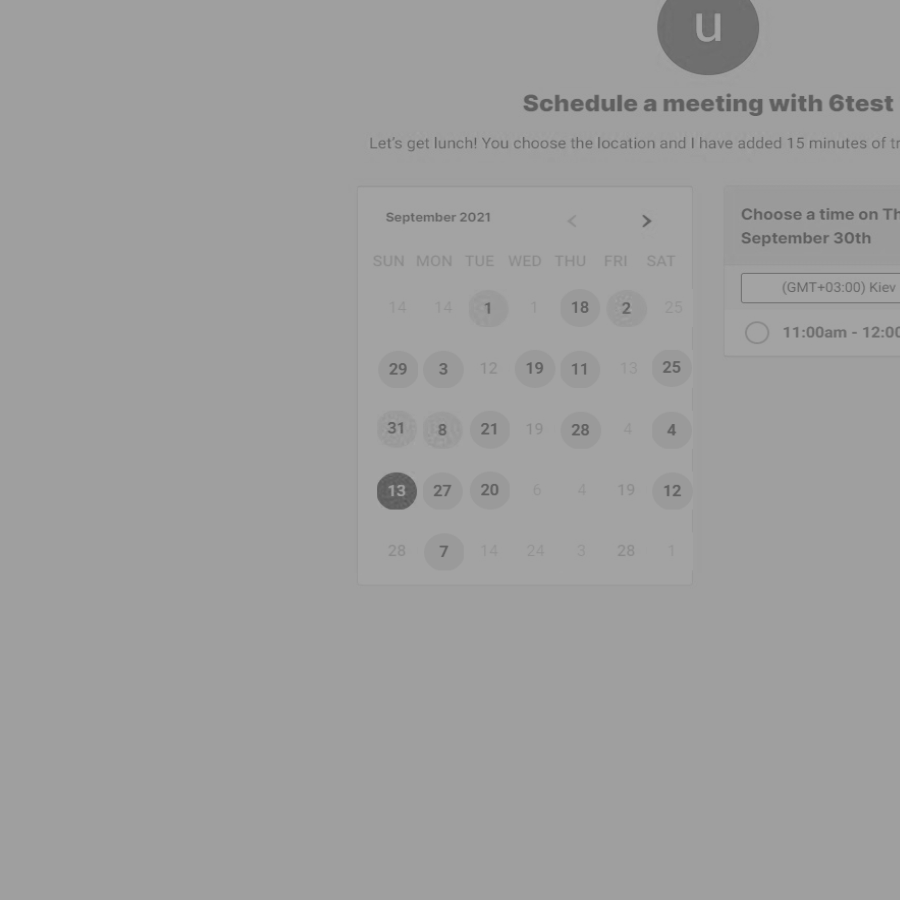 u
Schedule a meeting with 6test
Let's get lunch! You choose the location and I have added 15 minutes of
September 2021
SUN MON TUE WED THU FRI SAT
14 14 1 1 18 2 25
29 3 12 19 11 13 25
31 8 21 19 28 4 4
13 27 20 6 4 19 12
28 7 14 24 3 28 1
Choose a time on Th
September 30th
(GMT+03:00) Kiev
11:00am - 12:00